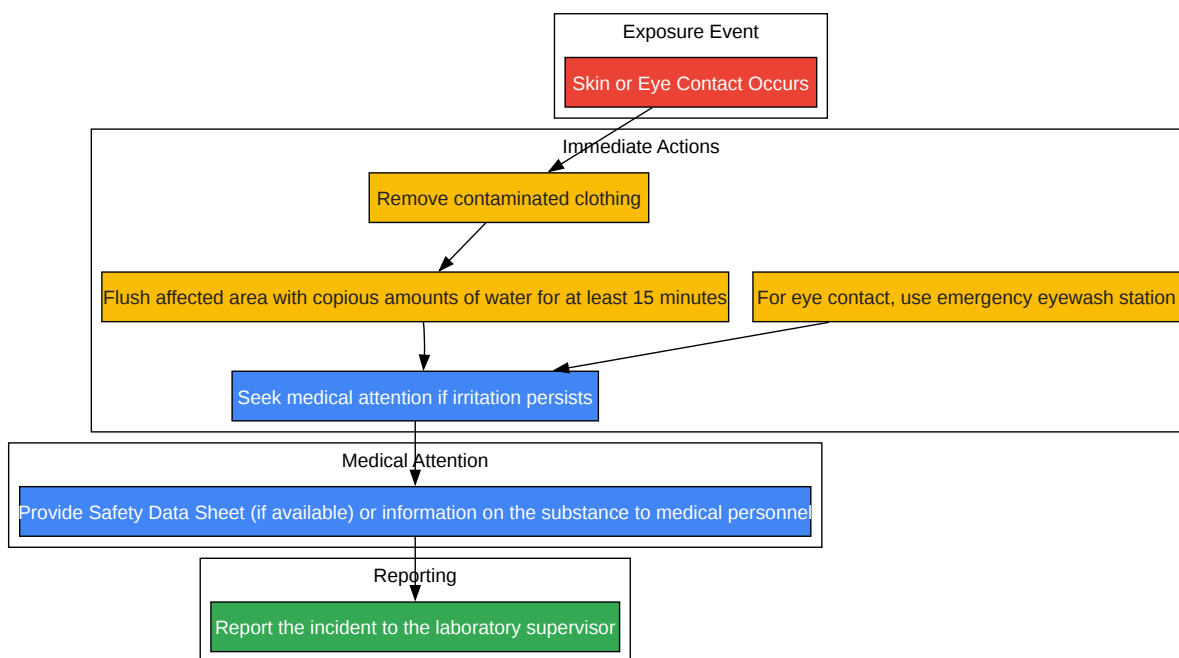 Exposure Event
Skin or Eye Contact Occurs
Immediate Actions
Remove contaminated clothing
Flush affected area with copious amounts of water for at least 15 minutes
For eye contact, use emergency eyewash station
Seek medical attention if irritation persists
Medical Attention
Provide Safety Data Sheet (if available) or information on the substance to medical personnel
Reporting
Report the incident to the laboratory supervisor